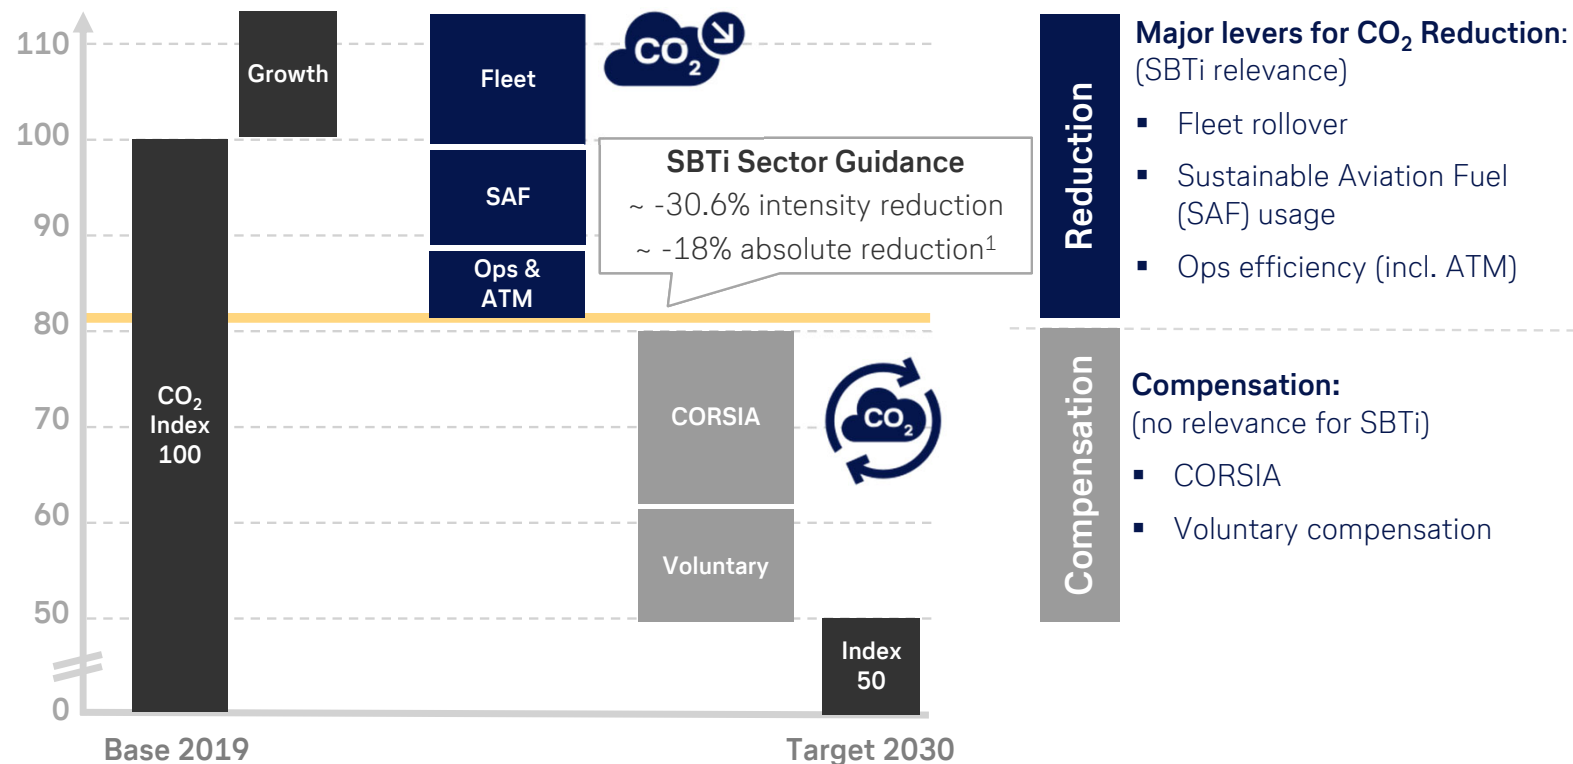 110
100
90
80
70
60
50
0
Growth
CO₂
Index
100
Base 2019
Fleet
SAF
Ops &
ATM
CO₂
SBTi Sector Guidance
~ -30.6% intensity reduction
~ -18% absolute reduction¹
CORSIA
Voluntary
CO₂
Index
50
Target 2030
Reduction
Major levers for CO₂ Reduction:
(SBTi relevance)
▪ Fleet rollover
▪ Sustainable Aviation Fuel
(SAF) usage
▪ Ops efficiency (incl. ATM)
Compensation
Compensation:
(no relevance for SBTi)
▪ CORSIA
▪ Voluntary compensation